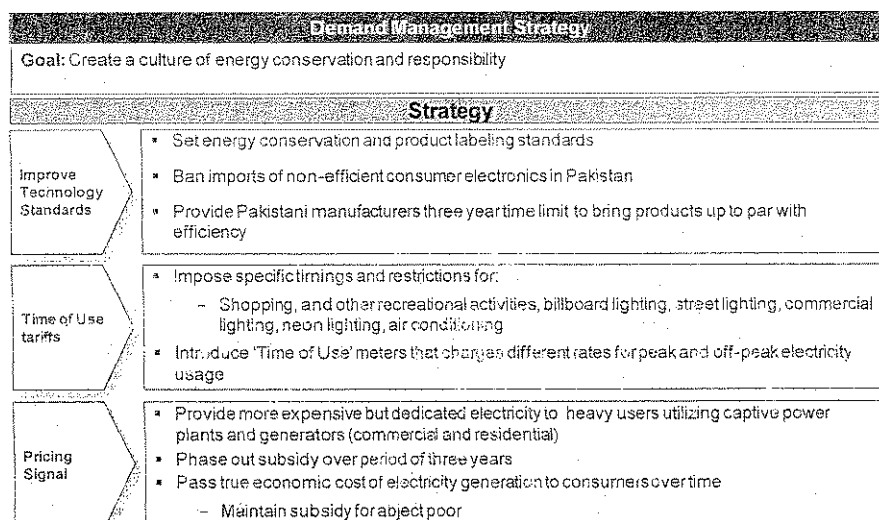 Demand Management Strategy
Goal: Create a culture of energy conservation and responsibility
Strategy
Improve
Technology
Standards
▪ Set energy conservation and product labeling standards
▪ Ban imports of non-efficient consumer electronics in Pakistan
▪ Provide Pakistani manufacturers three year time limit to bring products up to par with
efficiency
Time of Use
tariffs
▪ Impose specific timings and restrictions for:
– Shopping, and other recreational activities, billboard lighting, street lighting, commercial
lighting, neon lighting, air conditioning
▪ Introduce 'Time of Use' meters that charges different rates for peak and off-peak electricity
usage
Pricing
Signal
▪ Provide more expensive but dedicated electricity to heavy users utilizing captive power
plants and generators (commercial and residential)
▪ Phase out subsidy over period of three years
▪ Pass true economic cost of electricity generation to consumers over time
– Maintain subsidy for abject poor